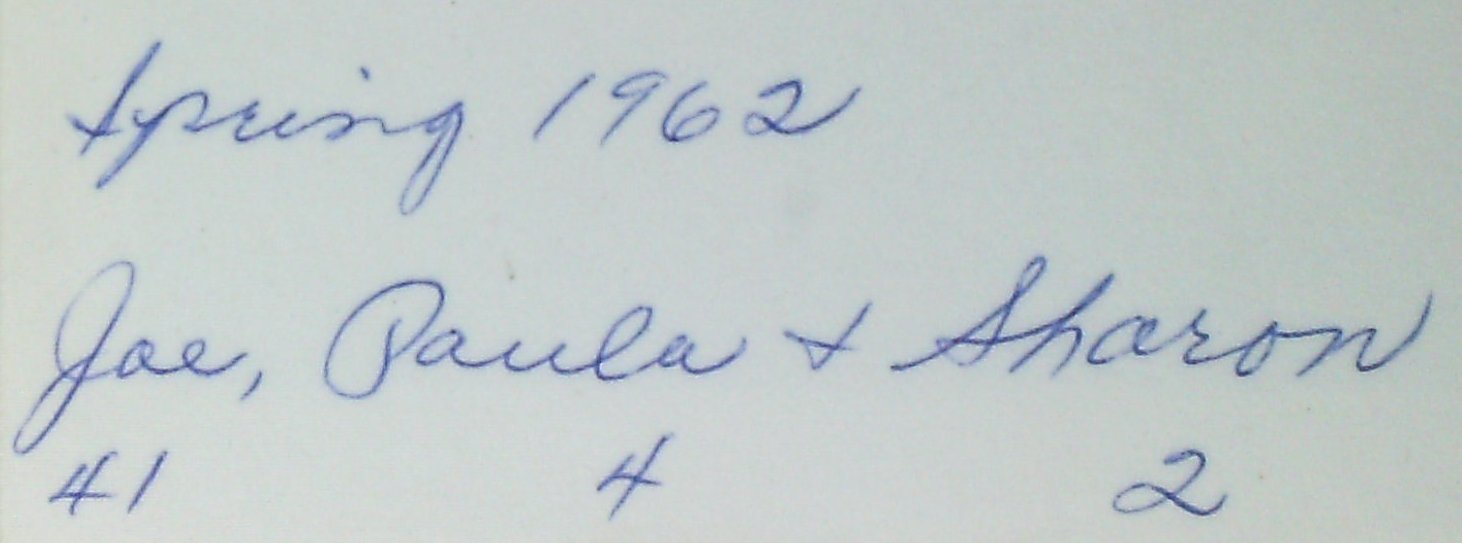 Spring 1962
Joe, Paula + Sharon
41 4 2